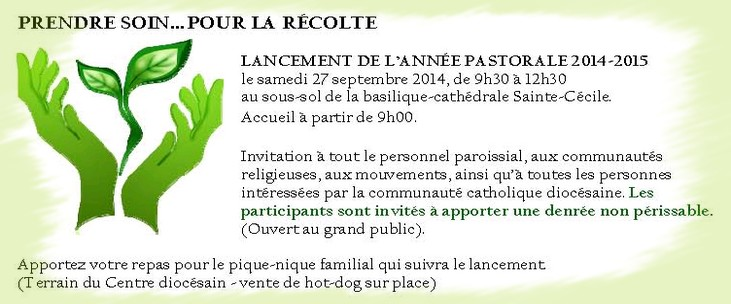 PRENDRE SOIN...POUR LA RÉCOLTE
LANCEMENT DE L'ANNÉE PASTORALE 2014-2015
le samedi 27 septembre 2014, de 9h30 à 12h30
au sous-sol de la basilique-cathédrale Sainte-Cécile.
Accueil à partir de 9h00.
Invitation à tout le personnel paroissial, aux communautés
religieuses, aux mouvements, ainsi qu'à toutes les personnes
intéressées par la communauté catholique diocésaine. Les
participants sont invités à apporter une denrée non périssable.
(Ouvert au grand public).
Apportez votre repas pour le pique-nique familial qui suivra le lancement.
(Terrain du Centre diocésain - vente de hot-dog sur place)